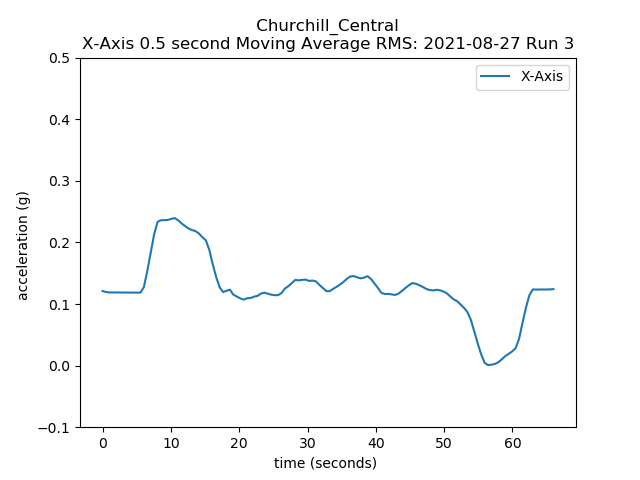 Churchill_Central
X-Axis 0.5 second Moving Average RMS: 2021-08-27 Run 3
X-Axis
0.5
0.4
0.3
0.2
0.1
0.0
−0.1
acceleration (g)
0 10 20 30 40 50 60
time (seconds)